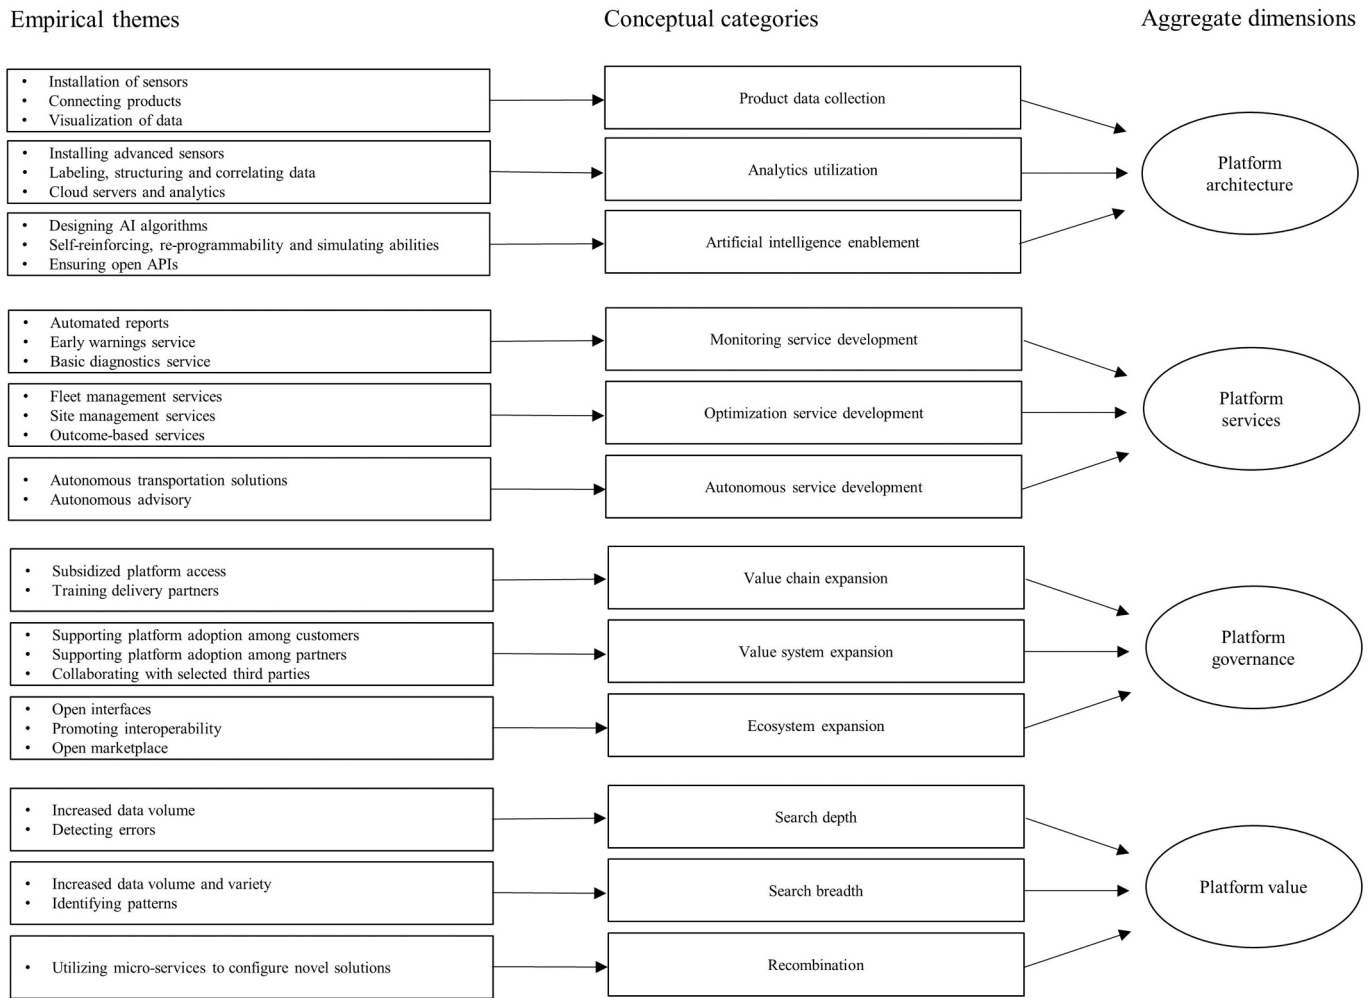 Empirical themes
Conceptual categories
Aggregate dimensions
• Installation of sensors
• Connecting products
• Visualization of data
Product data collection
• Installing advanced sensors
• Labeling, structuring and correlating data
• Cloud servers and analytics
Analytics utilization
• Designing AI algorithms
• Self-reinforcing, re-programmability and simulating abilities
• Ensuring open APIs
Artificial intelligence enablement
Platform
architecture
• Automated reports
• Early warnings service
• Basic diagnostics service
Monitoring service development
• Fleet management services
• Site management services
• Outcome-based services
Optimization service development
• Autonomous transportation solutions
• Autonomous advisory
Autonomous service development
Platform
services
• Subsidized platform access
• Training delivery partners
Value chain expansion
• Supporting platform adoption among customers
• Supporting platform adoption among partners
• Collaborating with selected third parties
Value system expansion
• Open interfaces
• Promoting interoperability
• Open marketplace
Ecosystem expansion
Platform
governance
• Increased data volume
• Detecting errors
Search depth
• Increased data volume and variety
• Identifying patterns
Search breadth
• Utilizing micro-services to configure novel solutions
Recombination
Platform value